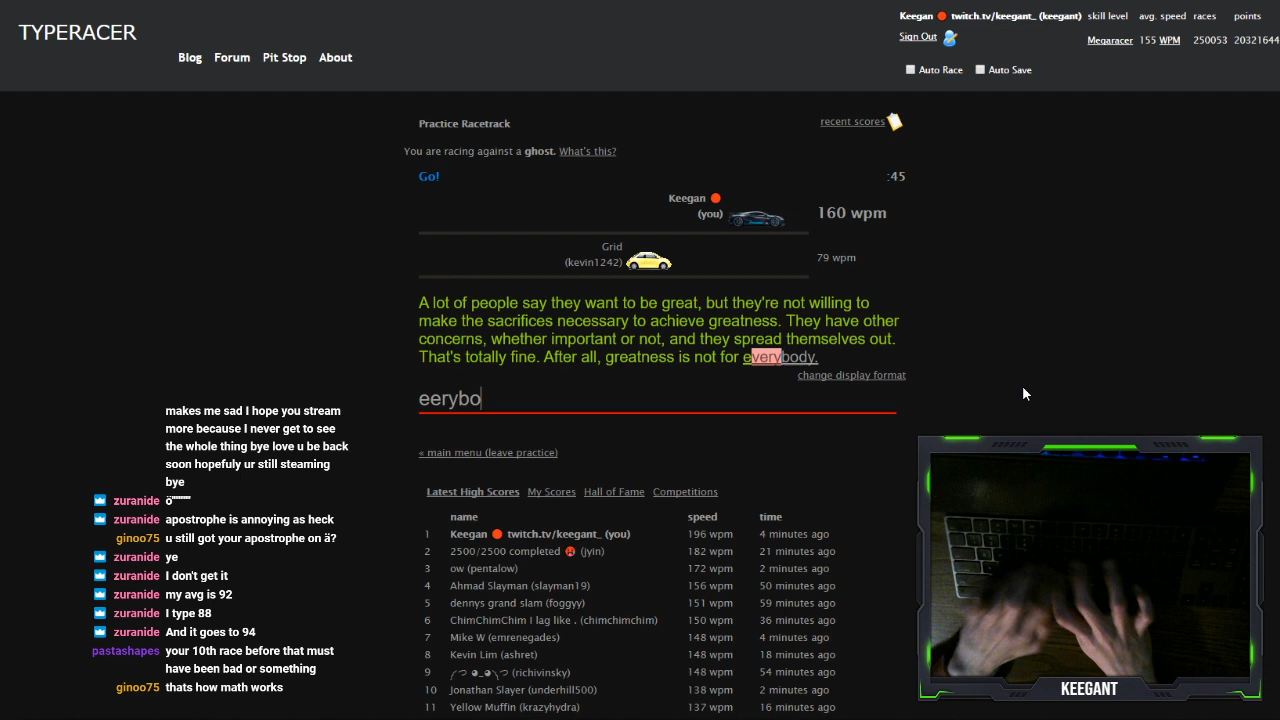 TYPERACER
Blog Forum Pit Stop About
Keegan twitch.tv/keegant_ (keegant) skill level avg. speed races points
Sign Out Megaracer 155 WPM 250053 20321644
Auto Race Auto Save
Practice Racetrack recent scores
You are racing against a ghost. What's this?
Go! :45
Keegan
(you) 160 wpm
Grid
(kevin1242) 79 wpm
A lot of people say they want to be great, but they're not willing to
make the sacrifices necessary to achieve greatness. They have other
concerns, whether important or not, and they spread themselves out.
That's totally fine. After all, greatness is not for everybody.
change display format
eerybo
« main menu (leave practice)
Latest High Scores My Scores Hall of Fame Competitions
name speed time
1 Keegan twitch.tv/keegant_ (you) 196 wpm 4 minutes ago
2 2500/2500 completed (jyin) 182 wpm 21 minutes ago
3 ow (pentalow) 172 wpm 2 minutes ago
4 Ahmad Slayman (slayman19) 156 wpm 50 minutes ago
5 dennys grand slam (foggyy) 151 wpm 59 minutes ago
6 ChimChimChim I lag like . (chimchimchim) 150 wpm 36 minutes ago
7 Mike W (emrenegades) 148 wpm 4 minutes ago
8 Kevin Lim (ashret) 148 wpm 18 minutes ago
9 (richivinsky) 148 wpm 54 minutes ago
10 Jonathan Slayer (underhill500) 138 wpm 2 minutes ago
11 Yellow Muffin (krazyhydra) 137 wpm 16 minutes ago
makes me sad I hope you stream
more because I never get to see
the whole thing bye love u be back
soon hopefuly ur still steaming
bye
zuranide
zuranide apostrophe is annoying as heck
ginoo75 u still got your apostrophe on ä?
zuranide ye
zuranide I don't get it
zuranide my avg is 92
zuranide I type 88
zuranide And it goes to 94
pastashapes your 10th race before that must
have been bad or something
ginoo75 thats how math works
KEEGANT